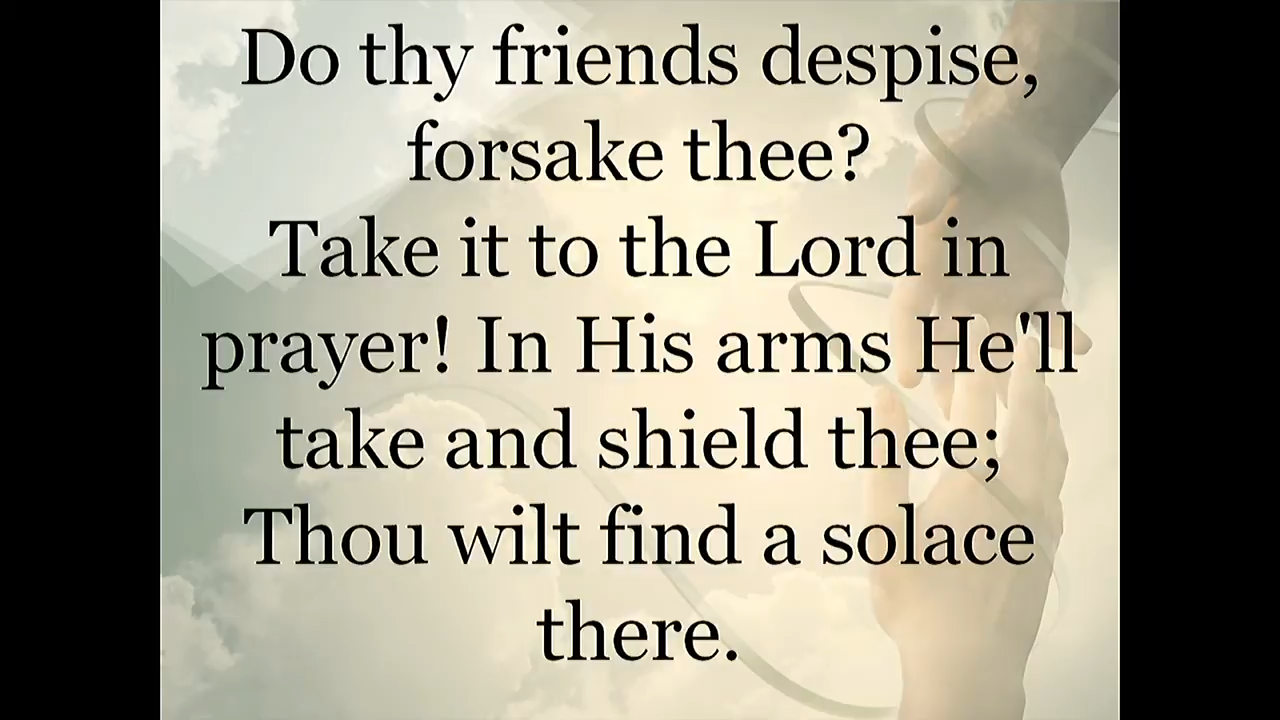 Do thy friends despise,
forsake thee?
Take it to the Lord in
prayer! In His arms He'll
take and shield thee;
Thou wilt find a solace
there.